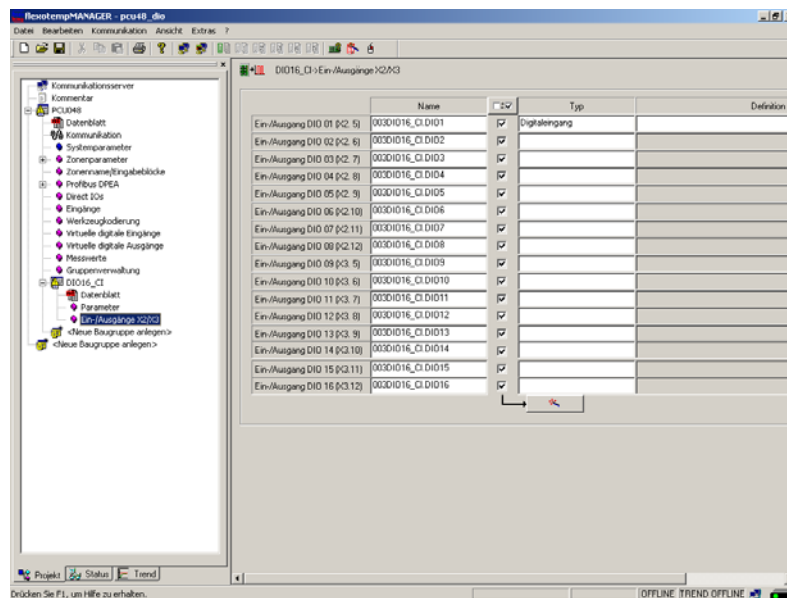 flexotempMANAGER - pcu48_dio
Datei Bearbeiten Kommunikation Ansicht Extras ?
DIO16_CI->Ein-/Ausgänge X2/X3
Kommunikationsserver
Kommentar
PCU048
Datenblatt
Kommunikation
Systemparameter
Zonenparameter
Zonenname/Eingabeblöcke
Profibus DPEA
Direct IOs
Eingänge
Werkzeugkodierung
Virtuelle digitale Eingänge
Virtuelle digitale Ausgänge
Messwerte
Gruppenverwaltung
DIO16_CI
Datenblatt
Parameter
Ein-/Ausgänge X2/X3
<Neue Baugruppe anlegen>
<Neue Baugruppe anlegen>
Name Typ Definition
Ein-/Ausgang DIO 01 (X2. 5) 003DIO16_CI.DIO1 Digitaleingang
Ein-/Ausgang DIO 02 (X2. 6) 003DIO16_CI.DIO2
Ein-/Ausgang DIO 03 (X2. 7) 003DIO16_CI.DIO3
Ein-/Ausgang DIO 04 (X2. 8) 003DIO16_CI.DIO4
Ein-/Ausgang DIO 05 (X2. 9) 003DIO16_CI.DIO5
Ein-/Ausgang DIO 06 (X2.10) 003DIO16_CI.DIO6
Ein-/Ausgang DIO 07 (X2.11) 003DIO16_CI.DIO7
Ein-/Ausgang DIO 08 (X2.12) 003DIO16_CI.DIO8
Ein-/Ausgang DIO 09 (X3. 5) 003DIO16_CI.DIO9
Ein-/Ausgang DIO 10 (X3. 6) 003DIO16_CI.DIO10
Ein-/Ausgang DIO 11 (X3. 7) 003DIO16_CI.DIO11
Ein-/Ausgang DIO 12 (X3. 8) 003DIO16_CI.DIO12
Ein-/Ausgang DIO 13 (X3. 9) 003DIO16_CI.DIO13
Ein-/Ausgang DIO 14 (X3.10) 003DIO16_CI.DIO14
Ein-/Ausgang DIO 15 (X3.11) 003DIO16_CI.DIO15
Ein-/Ausgang DIO 16 (X3.12) 003DIO16_CI.DIO16
Projekt Status Trend
Drücken Sie F1, um Hilfe zu erhalten.
OFFLINE TREND OFFLINE